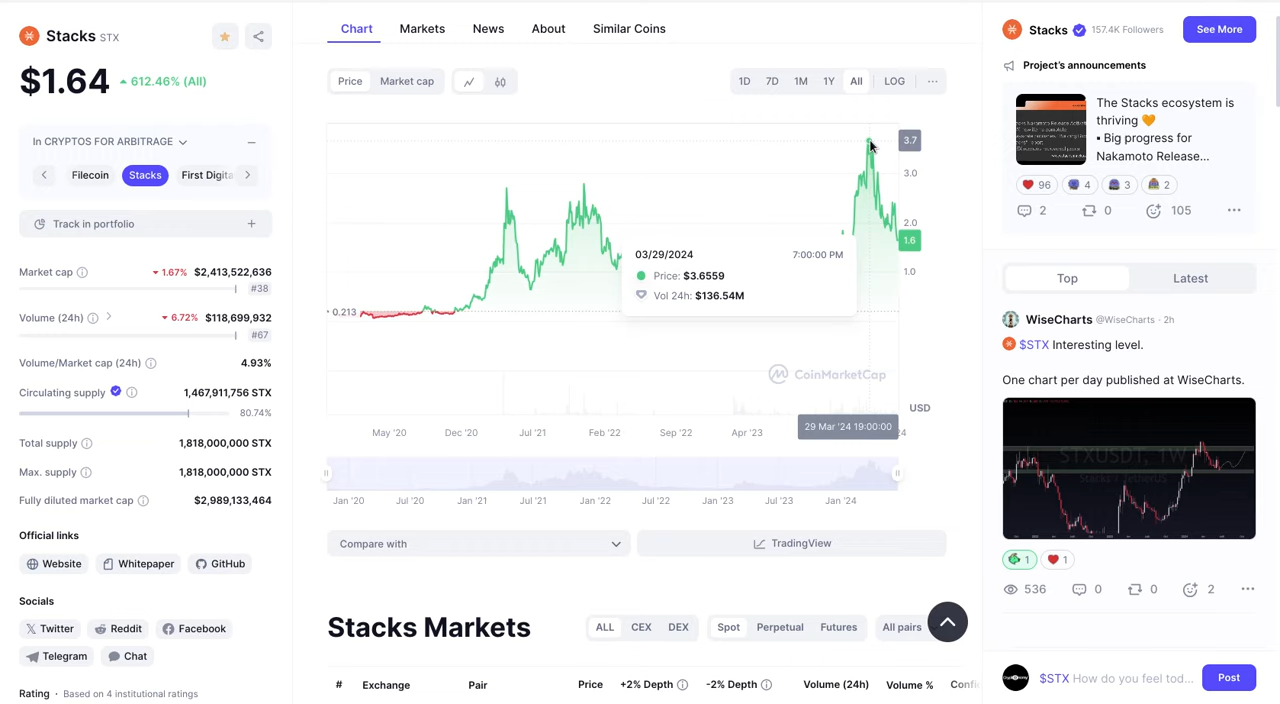 Stacks STX
$1.64 612.46% (All)
In CRYPTOS FOR ARBITRAGE
Filecoin Stacks First Digita
Track in portfolio
Market cap 1.67% $2,413,522,636
#38
Volume (24h) 6.72% $118,699,932
#67
Volume/Market cap (24h) 4.93%
Circulating supply 1,467,911,756 STX
80.74%
Total supply 1,818,000,000 STX
Max. supply 1,818,000,000 STX
Fully diluted market cap $2,989,133,464
Official links
Website Whitepaper GitHub
Socials
Twitter Reddit Facebook
Telegram Chat
Rating · Based on 4 institutional ratings
Chart Markets News About Similar Coins
Price Market cap
1D 7D 1M 1Y All LOG ...
3.7
3.0
2.0
1.6
1.0
0.213
03/29/2024 7:00:00 PM
Price: $3.6559
Vol 24h: $136.54M
CoinMarketCap
USD
May '20 Dec '20 Jul '21 Feb '22 Sep '22 Apr '23 29 Mar '24 19:00:00 24
Jan '20 Jul '20 Jan '21 Jul '21 Jan '22 Jul '22 Jan '23 Jul '23 Jan '24
Compare with
TradingView
Stacks Markets
ALL CEX DEX Spot Perpetual Futures All pairs
# Exchange Pair Price +2% Depth -2% Depth Volume (24h) Volume % Confi
Stacks 157.4K Followers See More
Project's announcements
The Stacks ecosystem is
thriving 🧡
▪ Big progress for
Nakamoto Release...
96 4 3 2
2 0 105 ...
Top Latest
WiseCharts @WiseCharts · 2h
$STX Interesting level.
One chart per day published at WiseCharts.
STXUSDT, 1W
Stacks / TetherUS
1 1
536 0 0 2 ...
$STX How do you feel tod... Post